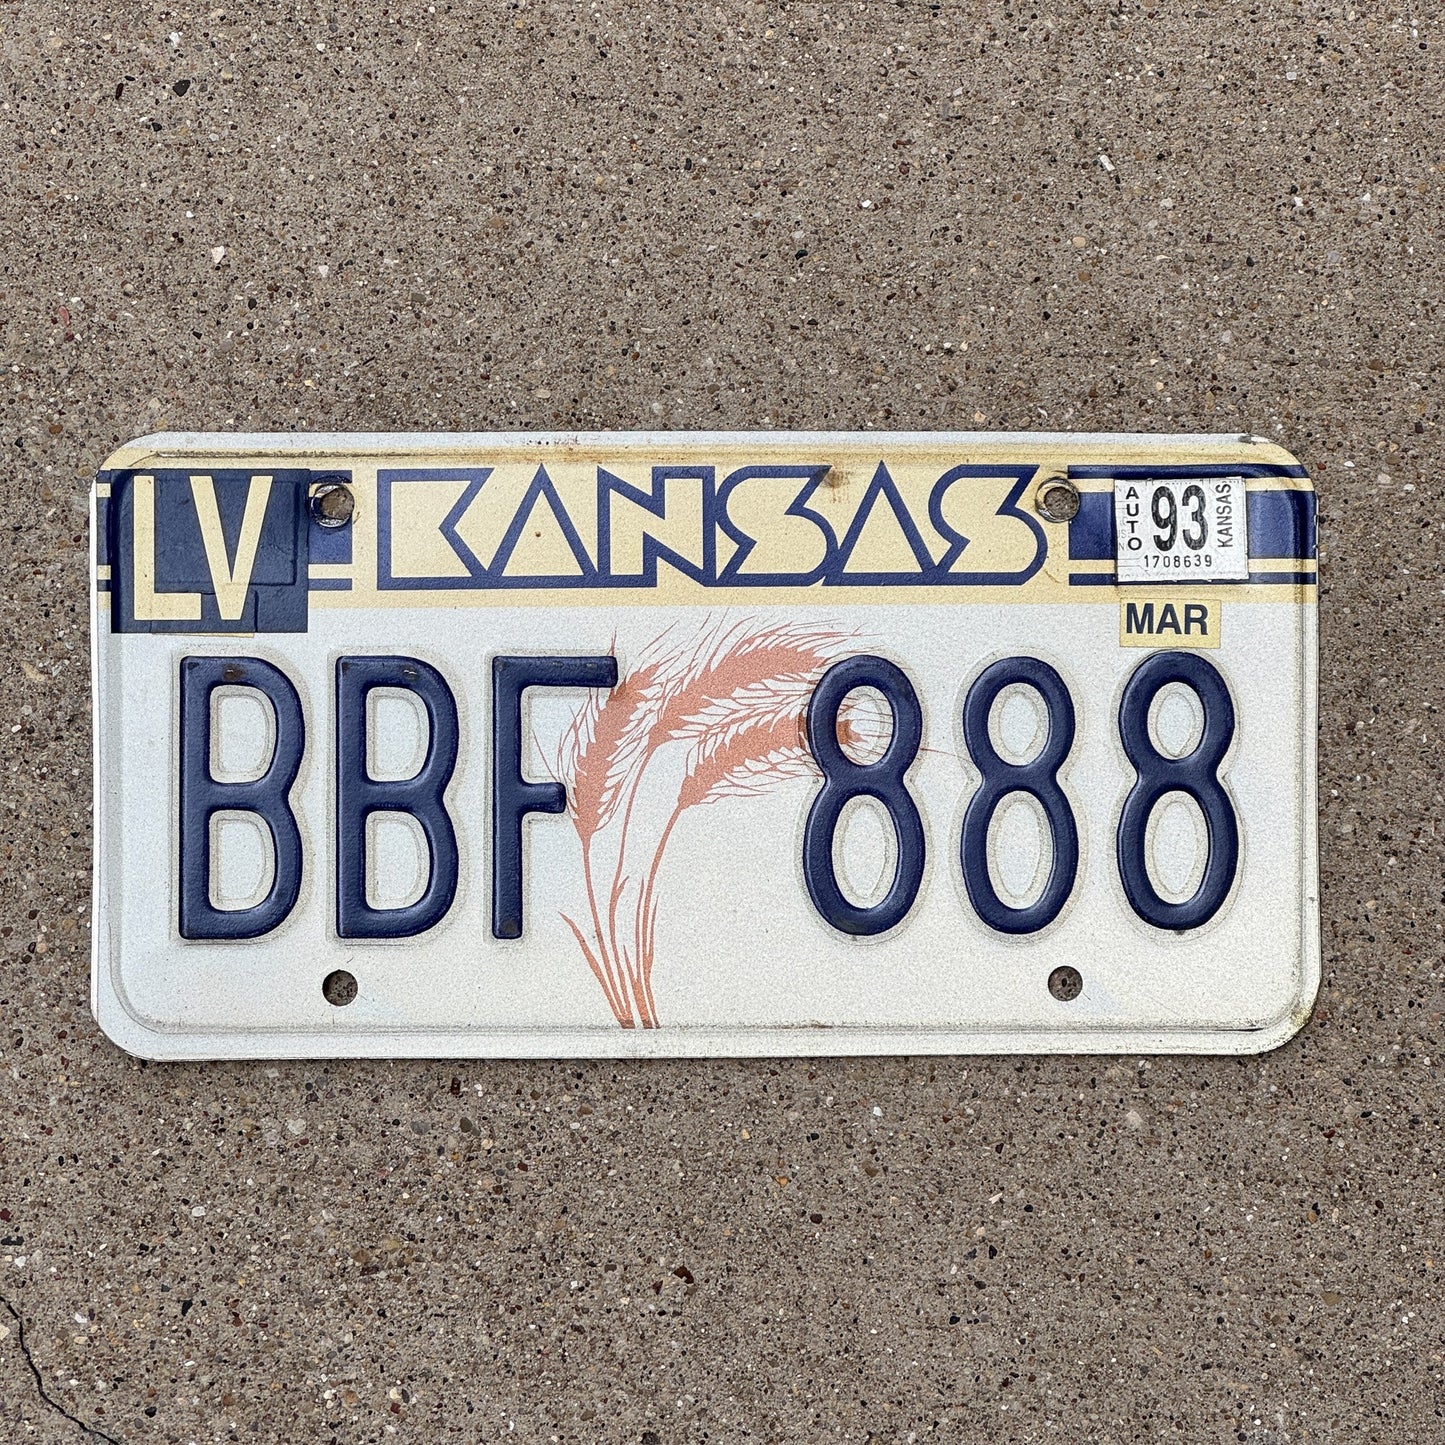 LV
KANSAS
AUTO 93 KANSAS
1708639
MAR
BBF 888